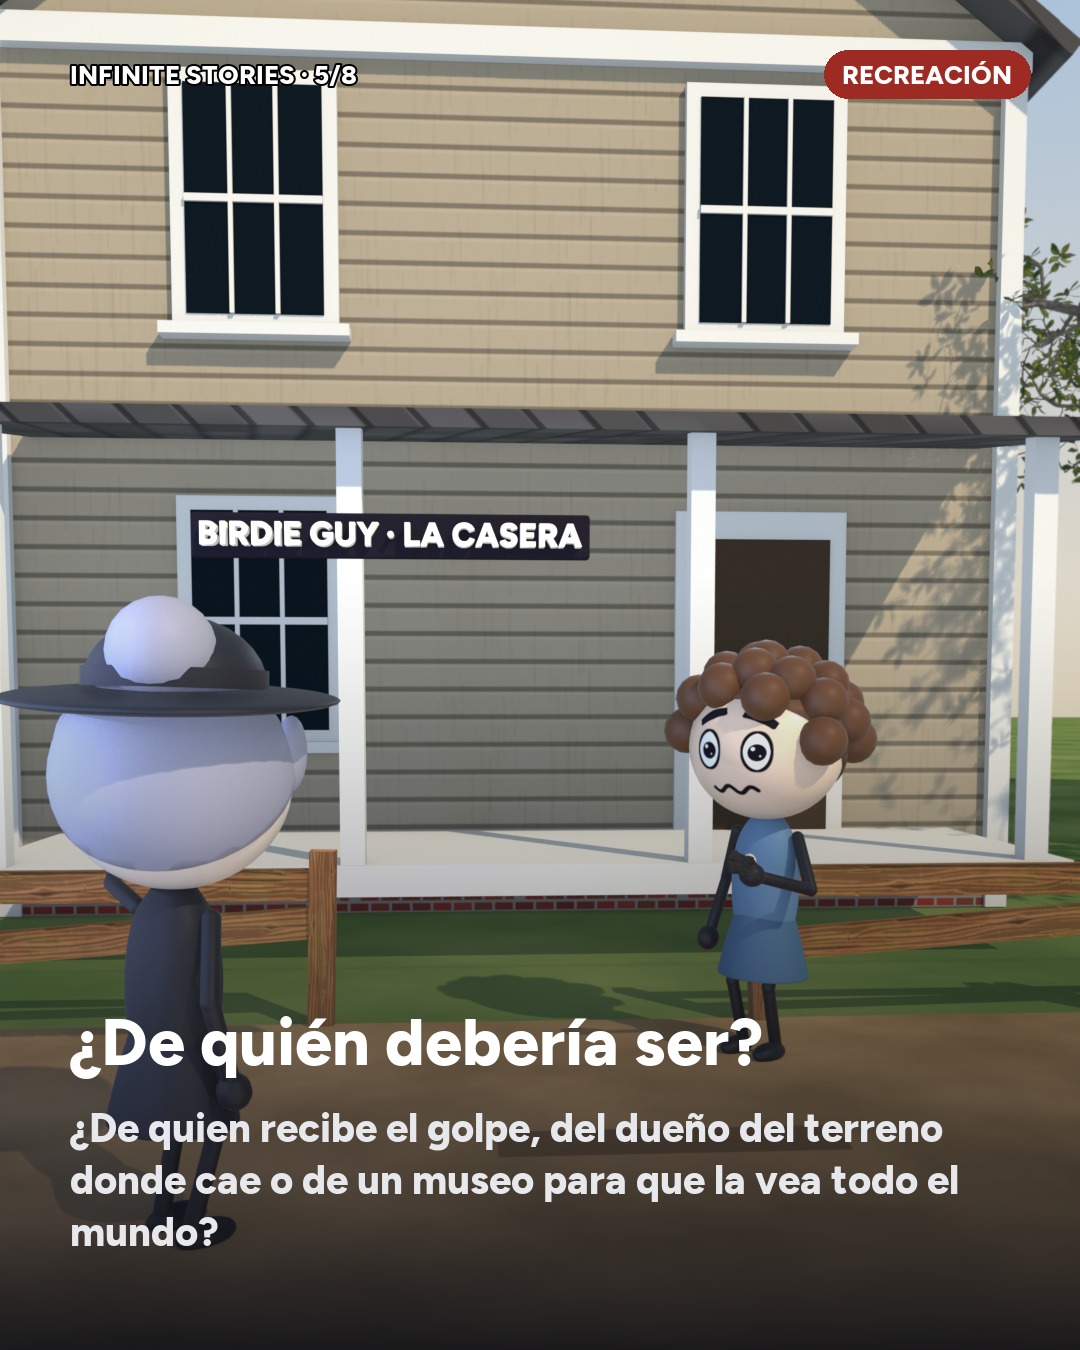 INFINITE STORIES · 5/8
RECREACIÓN
BIRDIE GUY · LA CASERA
¿De quién debería ser?
¿De quien recibe el golpe, del dueño del terreno
donde cae o de un museo para que la vea todo el
mundo?